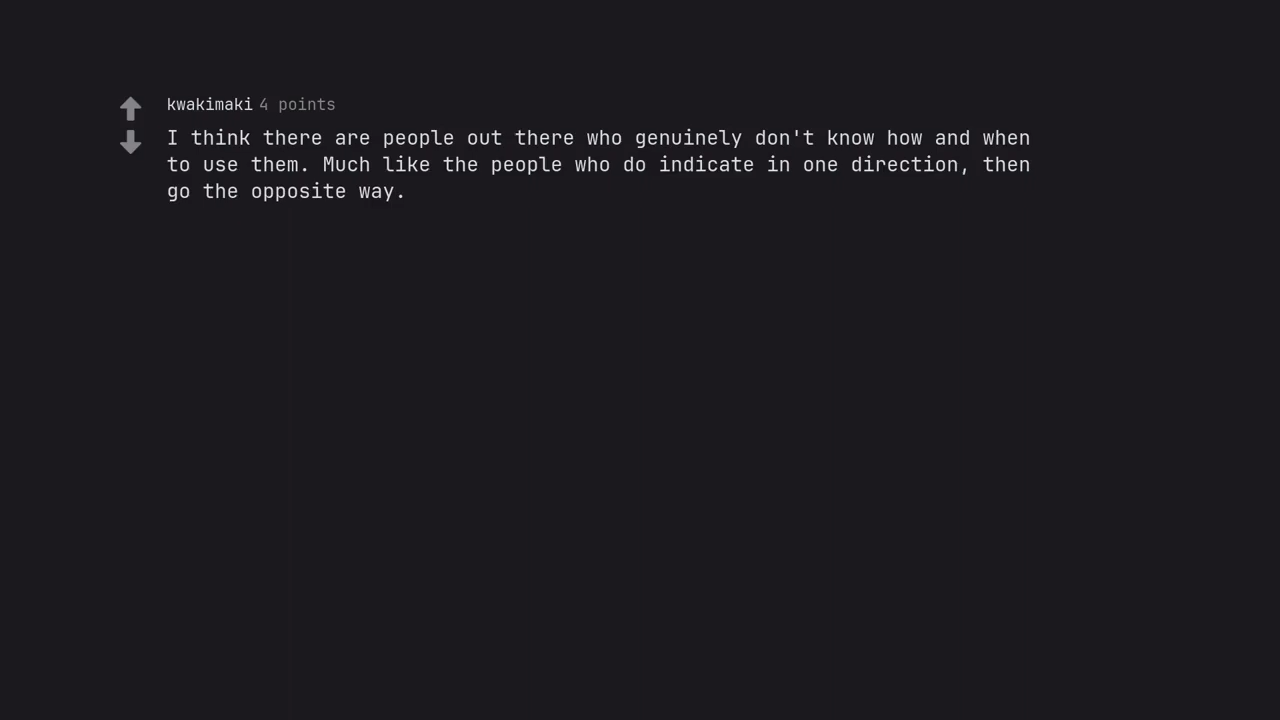 kwakimaki 4 points
I think there are people out there who genuinely don't know how and when
to use them. Much like the people who do indicate in one direction, then
go the opposite way.